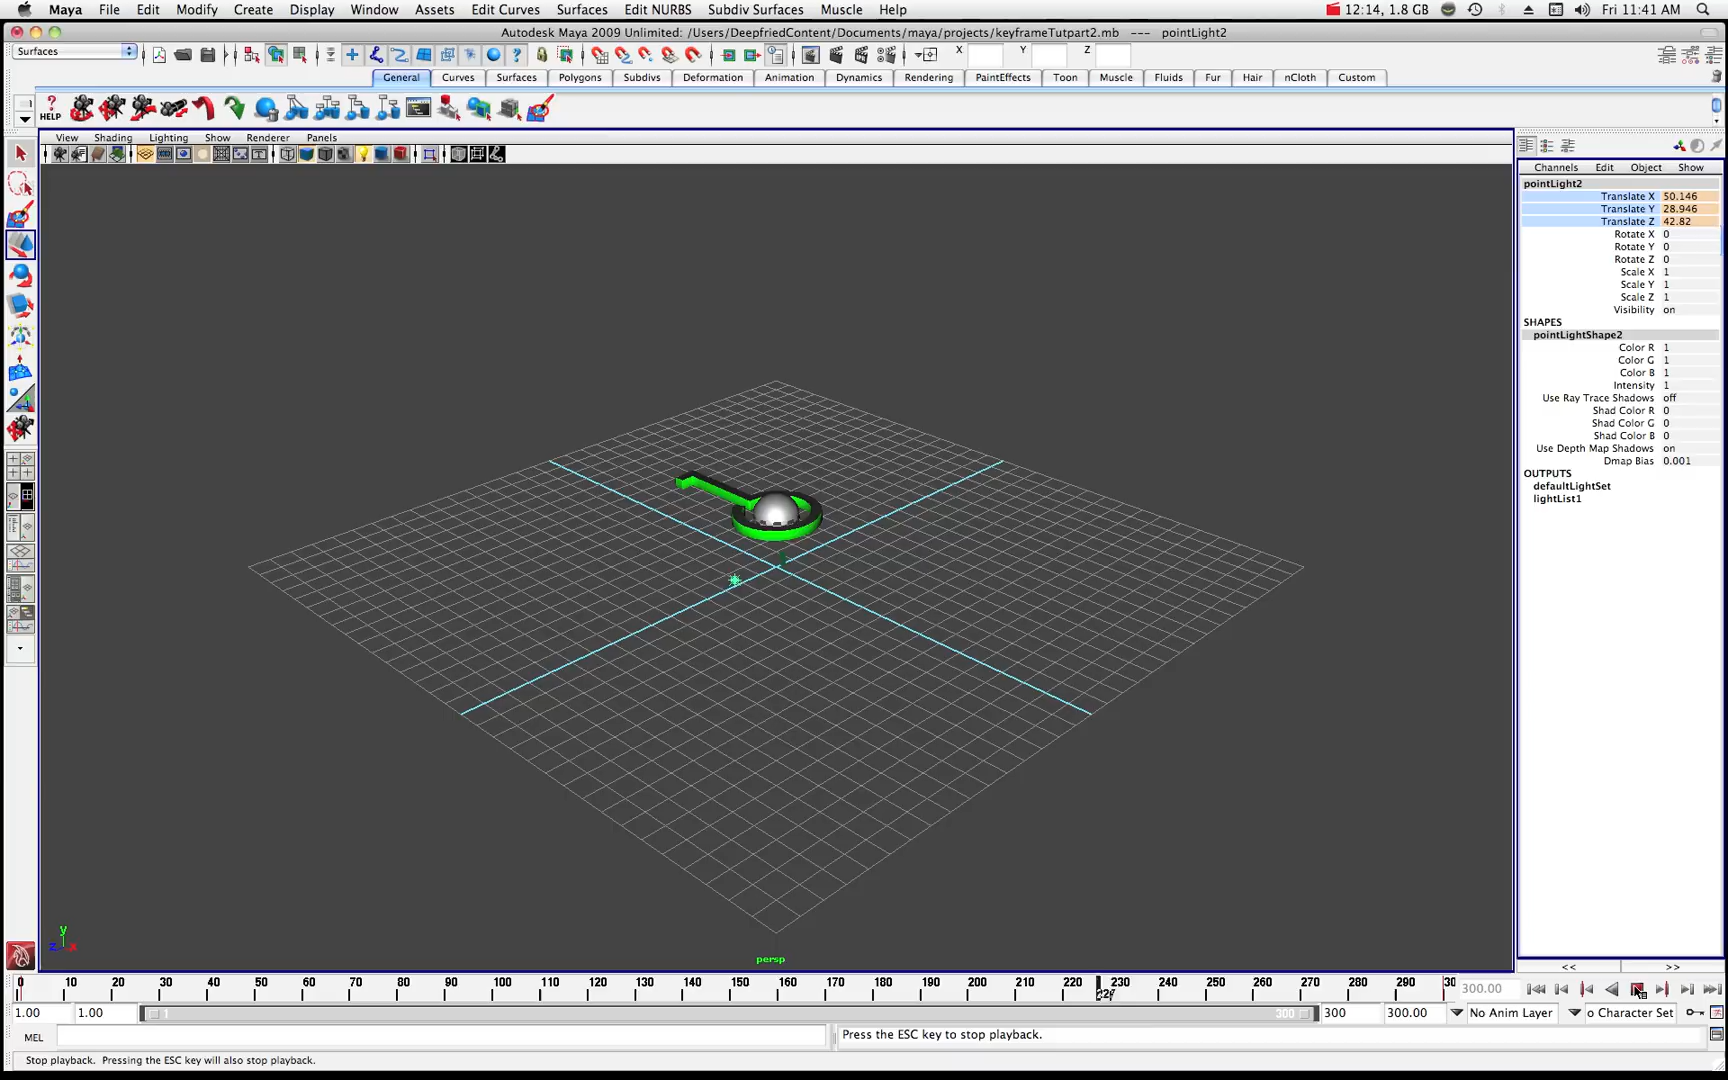 Maya File Edit Modify Create Display Window Assets Edit Curves Surfaces Edit NURBS Subdiv Surfaces Muscle Help 12:14, 1.8 GB Fri 11:41 AM
Autodesk Maya 2009 Unlimited: /Users/DeepfriedContent/Documents/maya/projects/keyframeTutpart2.mb --- pointLight2
Surfaces X Y Z
General Curves Surfaces Polygons Subdivs Deformation Animation Dynamics Rendering PaintEffects Toon Muscle Fluids Fur Hair nCloth Custom
HELP
View Shading Lighting Show Renderer Panels
Channels Edit Object Show
pointLight2
Translate X 50.146
Translate Y 28.946
Translate Z 42.82
Rotate X 0
Rotate Y 0
Rotate Z 0
Scale X 1
Scale Y 1
Scale Z 1
Visibility on
SHAPES
pointLightShape2
Color R 1
Color G 1
Color B 1
Intensity 1
Use Ray Trace Shadows off
Shad Color R 0
Shad Color G 0
Shad Color B 0
Use Depth Map Shadows on
Dmap Bias 0.001
OUTPUTS
defaultLightSet
lightList1
y
z x
persp
<< >>
0 10 20 30 40 50 60 70 80 90 100 110 120 130 140 150 160 170 180 190 200 210 220 230 240 250 260 270 280 290 30 300.00
227
1.00 1.00 1 300 300 300.00 No Anim Layer o Character Set
MEL Press the ESC key to stop playback.
Stop playback. Pressing the ESC key will also stop playback.